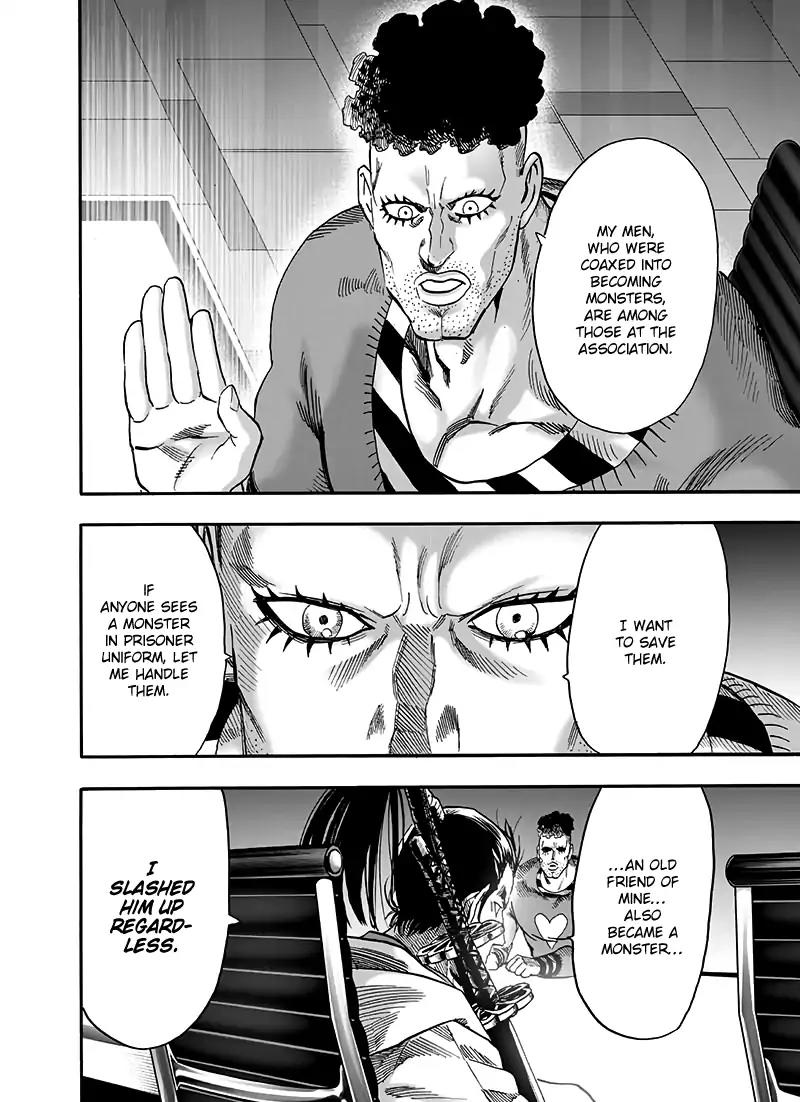 MY MEN,
WHO WERE
COAXED INTO
BECOMING
MONSTERS,
ARE AMONG
THOSE AT THE
ASSOCIATION.
I WANT
TO SAVE
THEM.
IF
ANYONE SEES
A MONSTER
IN PRISONER
UNIFORM, LET
ME HANDLE
THEM.
...AN OLD
FRIEND OF
MINE...
ALSO
BECAME A
MONSTER...
I
SLASHED
HIM UP
REGARD-
LESS.